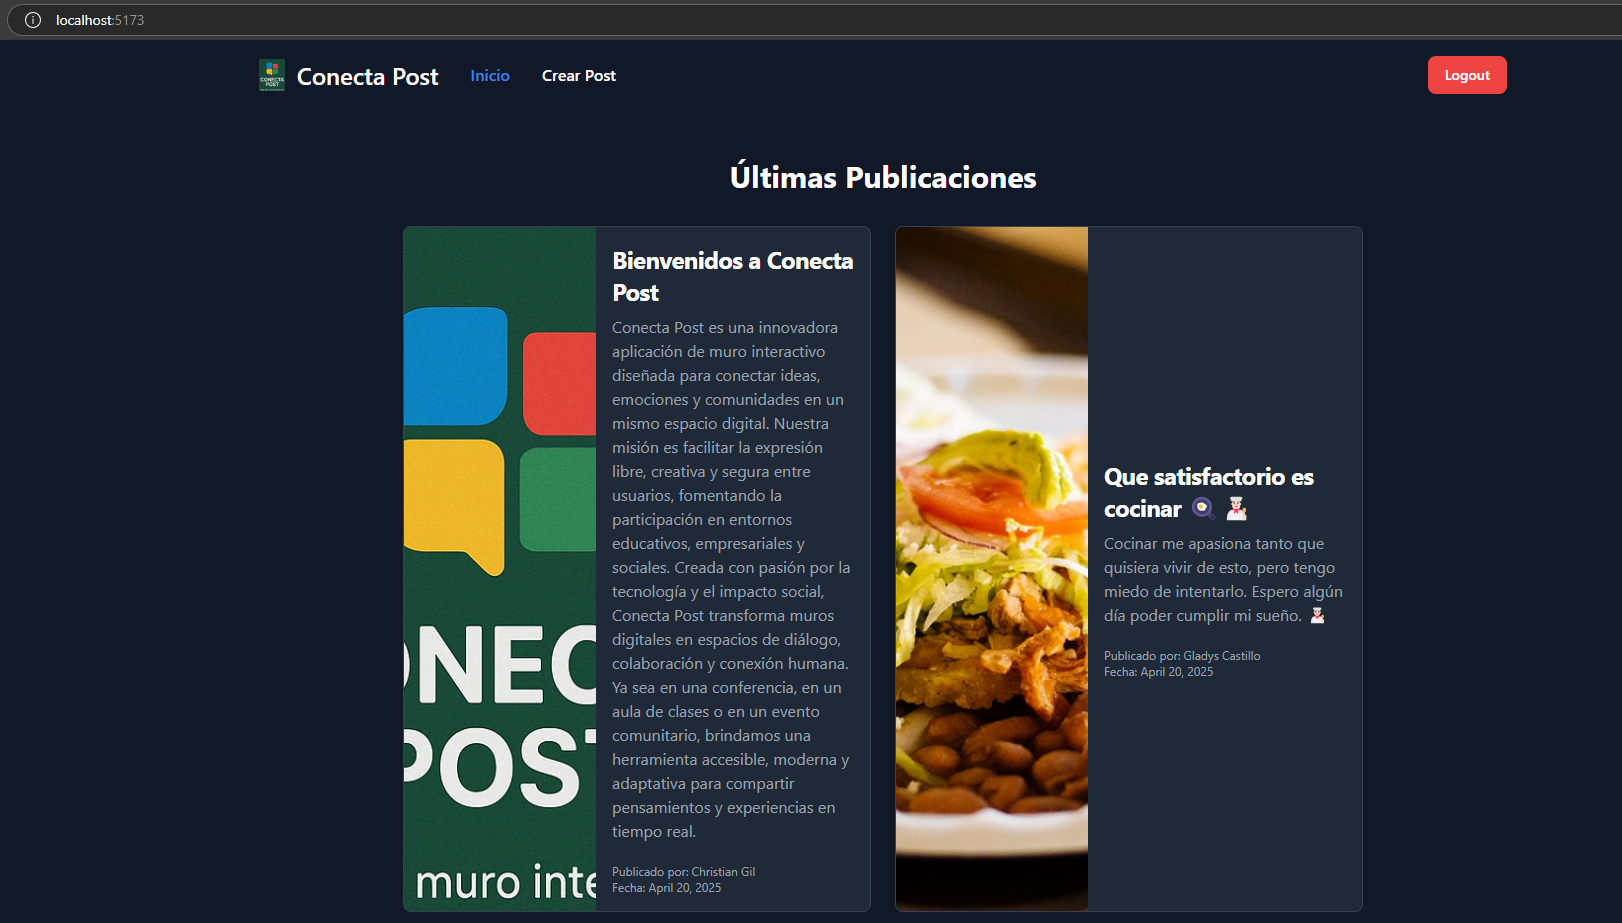 localhost:5173
CONECTA
POST
Conecta Post
Inicio
Crear Post
Logout
Últimas Publicaciones
ONEC
POST
muro inte
Bienvenidos a Conecta
Post
Conecta Post es una innovadora
aplicación de muro interactivo
diseñada para conectar ideas,
emociones y comunidades en un
mismo espacio digital. Nuestra
misión es facilitar la expresión
libre, creativa y segura entre
usuarios, fomentando la
participación en entornos
educativos, empresariales y
sociales. Creada con pasión por la
tecnología y el impacto social,
Conecta Post transforma muros
digitales en espacios de diálogo,
colaboración y conexión humana.
Ya sea en una conferencia, en un
aula de clases o en un evento
comunitario, brindamos una
herramienta accesible, moderna y
adaptativa para compartir
pensamientos y experiencias en
tiempo real.
Publicado por: Christian Gil
Fecha: April 20, 2025
Que satisfactorio es
cocinar 🍳 👨🏻‍🍳
Cocinar me apasiona tanto que
quisiera vivir de esto, pero tengo
miedo de intentarlo. Espero algún
día poder cumplir mi sueño. 👨🏻‍🍳
Publicado por: Gladys Castillo
Fecha: April 20, 2025